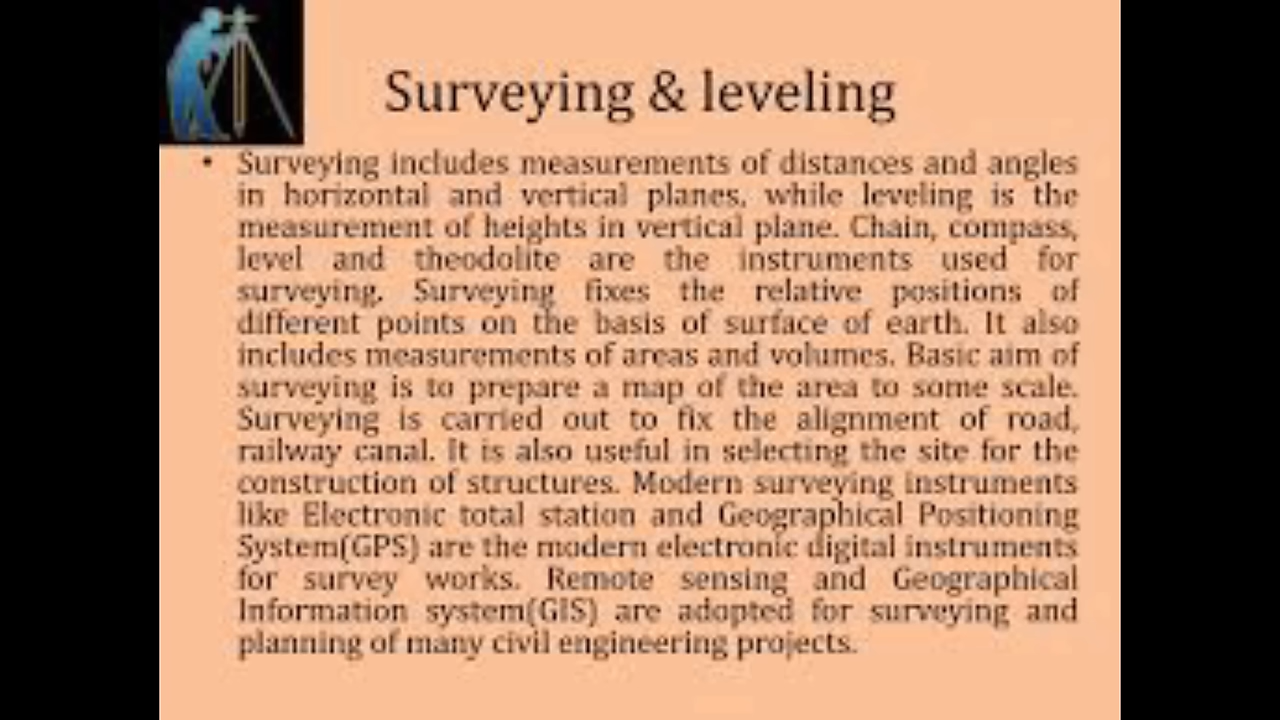 Surveying & leveling
• Surveying includes measurements of distances and angles
in horizontal and vertical planes, while leveling is the
measurement of heights in vertical plane. Chain, compass,
level and theodolite are the instruments used for
surveying. Surveying fixes the relative positions of
different points on the basis of surface of earth. It also
includes measurements of areas and volumes. Basic aim of
surveying is to prepare a map of the area to some scale.
Surveying is carried out to fix the alignment of road,
railway canal. It is also useful in selecting the site for the
construction of structures. Modern surveying instruments
like Electronic total station and Geographical Positioning
System(GPS) are the modern electronic digital instruments
for survey works. Remote sensing and Geographical
Information system(GIS) are adopted for surveying and
planning of many civil engineering projects.